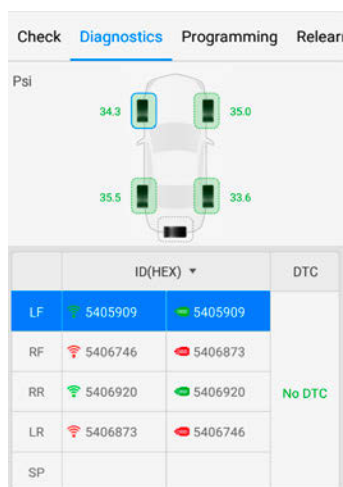 Check Diagnostics Programming Relear
Psi
34.3 35.0
35.5 33.6
ID(HEX) ▼ DTC
LF 5405909 5405909
RF 5406746 5406873
RR 5406920 5406920 No DTC
LR 5406873 5406746
SP